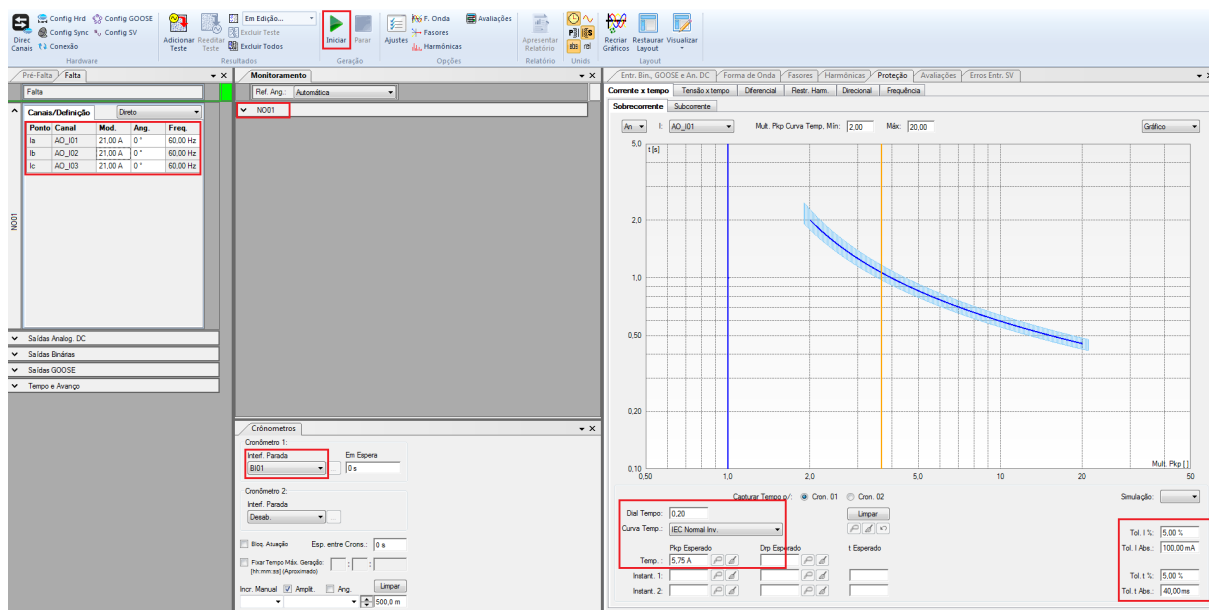 Direc Canais
Config Hrd
Config GOOSE
Config Sync
Config SV
Conexão
Hardware
Adicionar Teste
Reeditar Teste
Em Edição...
Excluir Teste
Excluir Todos
Resultados
Iniciar
Parar
Geração
Ajustes
F. Onda
Avaliações
Fasores
Harmônicas
Opções
Apresentar Relatório
Relatório
abs rel
Unids
Recriar Gráficos
Restaurar Layout
Visualizar
Layout
Pré-Falta
Falta
Falta
NO01
Canais/Definição
Direto
Ponto Canal Mod. Ang. Freq.
Ia AO_I01 21,00 A 0 ° 60,00 Hz
Ib AO_I02 21,00 A 0 ° 60,00 Hz
Ic AO_I03 21,00 A 0 ° 60,00 Hz
Saídas Analog. DC
Saídas Binárias
Saídas GOOSE
Tempo e Avanço
Monitoramento
Ref. Ang.: Automática
NO01
Crônometros
Cronômetro 1:
Interf. Parada Em Espera
BI01 ... 0 s
Cronômetro 2:
Interf. Parada
Desab. ...
Bloq. Atuação Esp. entre Crons.: 0 s
Fixar Tempo Máx. Geração: : :
[hh:mm:ss] (Aproximado)
Incr. Manual Amplit. Ang. Limpar
500,0 m
Entr. Bin., GOOSE e An. DC
Forma de Onda
Fasores
Harmônicas
Proteção
Avaliações
Erros Entr. SV
Corrente x tempo
Tensão x tempo
Diferencial
Restr. Harm.
Direcional
Frequência
Sobrecorrente
Subcorrente
An I: AO_I01 Mult. Pkp Curva Temp. Mín: 2,00 Máx: 20,00 Gráfico
t [s]
5,0
2,0
1,0
0,50
0,20
0,10
0,50 1,0 2,0 5,0 10 20 50
Mult. Pkp [ ]
Capturar Tempo p/: Cron. 01 Cron. 02 Simulação:
Dial Tempo: 0,20 Limpar
Curva Temp.: IEC Normal Inv.
Pkp Esperado Drp Esperado t Esperado
Temp. : 5,75 A
Instant. 1:
Instant. 2:
Tol. I %: 5,00 %
Tol. I Abs.: 100,00 mA
Tol. t %: 5,00 %
Tol. t Abs.: 40,00 ms